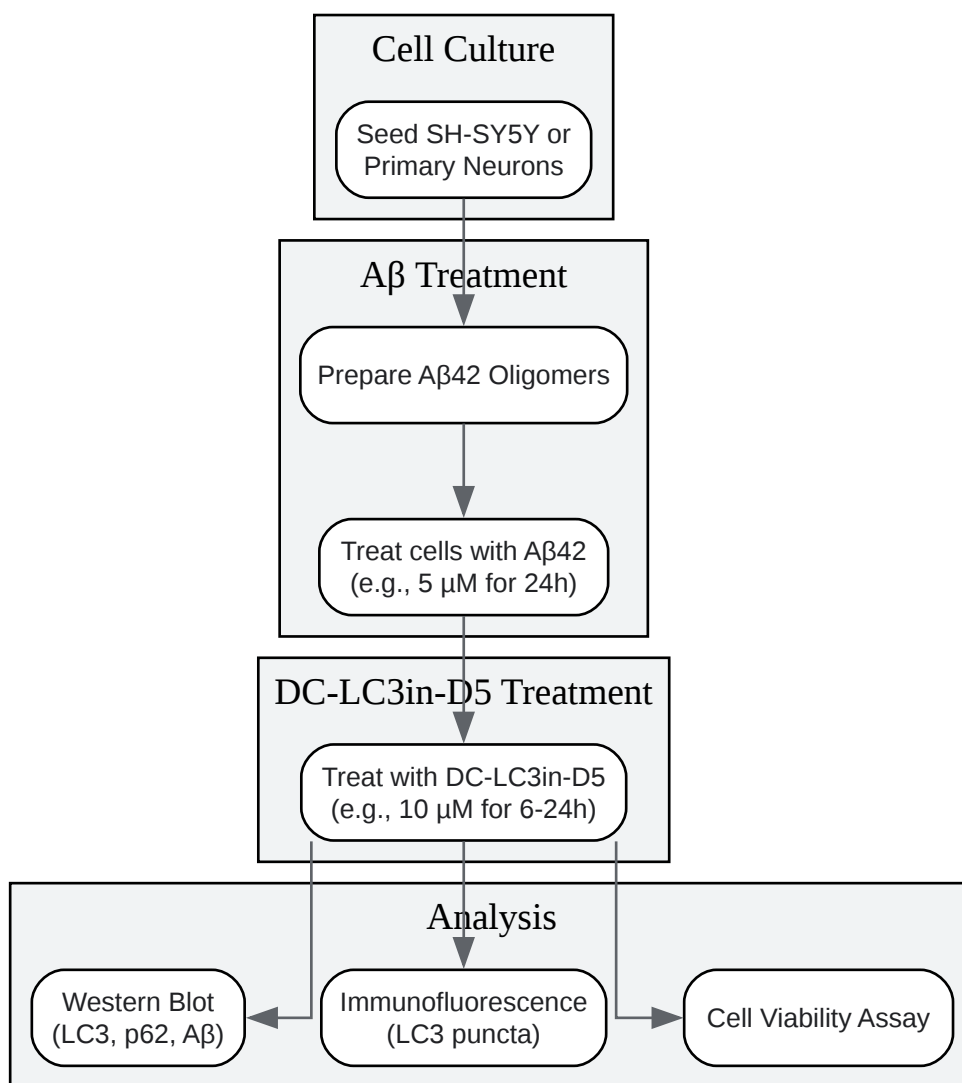 Cell Culture
Seed SH-SY5Y or
Primary Neurons
Aβ Treatment
Prepare Aβ42 Oligomers
Treat cells with Aβ42
(e.g., 5 µM for 24h)
DC-LC3in-D5 Treatment
Treat with DC-LC3in-D5
(e.g., 10 µM for 6-24h)
Analysis
Western Blot
(LC3, p62, Aβ)
Immunofluorescence
(LC3 puncta)
Cell Viability Assay